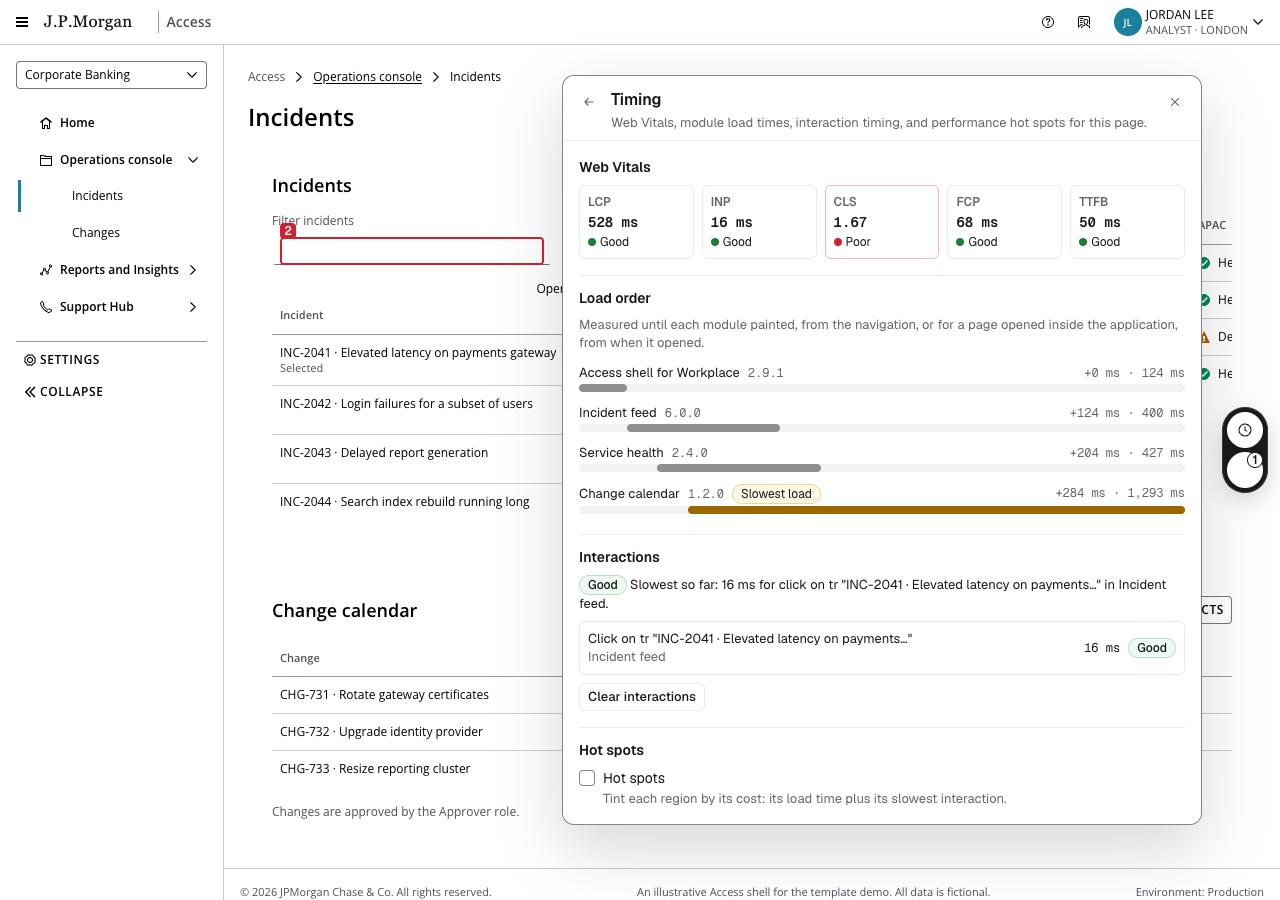 J.P.Morgan
Access
JL
JORDAN LEE
ANALYST · LONDON
Corporate Banking
Home
Operations console
Incidents
Changes
Reports and Insights
Support Hub
SETTINGS
COLLAPSE
Access
Operations console
Incidents
Incidents
Incidents
Filter incidents
2
Incident
INC-2041 · Elevated latency on payments gateway
Selected
INC-2042 · Login failures for a subset of users
INC-2043 · Delayed report generation
INC-2044 · Search index rebuild running long
Change calendar
Change
CHG-731 · Rotate gateway certificates
CHG-732 · Upgrade identity provider
CHG-733 · Resize reporting cluster
Changes are approved by the Approver role.
Timing
Web Vitals, module load times, interaction timing, and performance hot spots for this page.
Web Vitals
LCP
528 ms
Good
INP
16 ms
Good
CLS
1.67
Poor
FCP
68 ms
Good
TTFB
50 ms
Good
Load order
Measured until each module painted, from the navigation, or for a page opened inside the application,
from when it opened.
Access shell for Workplace 2.9.1
+0 ms · 124 ms
Incident feed 6.0.0
+124 ms · 400 ms
Service health 2.4.0
+204 ms · 427 ms
Change calendar 1.2.0 Slowest load
+284 ms · 1,293 ms
Interactions
Good Slowest so far: 16 ms for click on tr "INC-2041 · Elevated latency on payments…" in Incident
feed.
Click on tr "INC-2041 · Elevated latency on payments…"
Incident feed
16 ms Good
Clear interactions
Hot spots
Hot spots
Tint each region by its cost: its load time plus its slowest interaction.
1
© 2026 JPMorgan Chase & Co. All rights reserved.
An illustrative Access shell for the template demo. All data is fictional.
Environment: Production